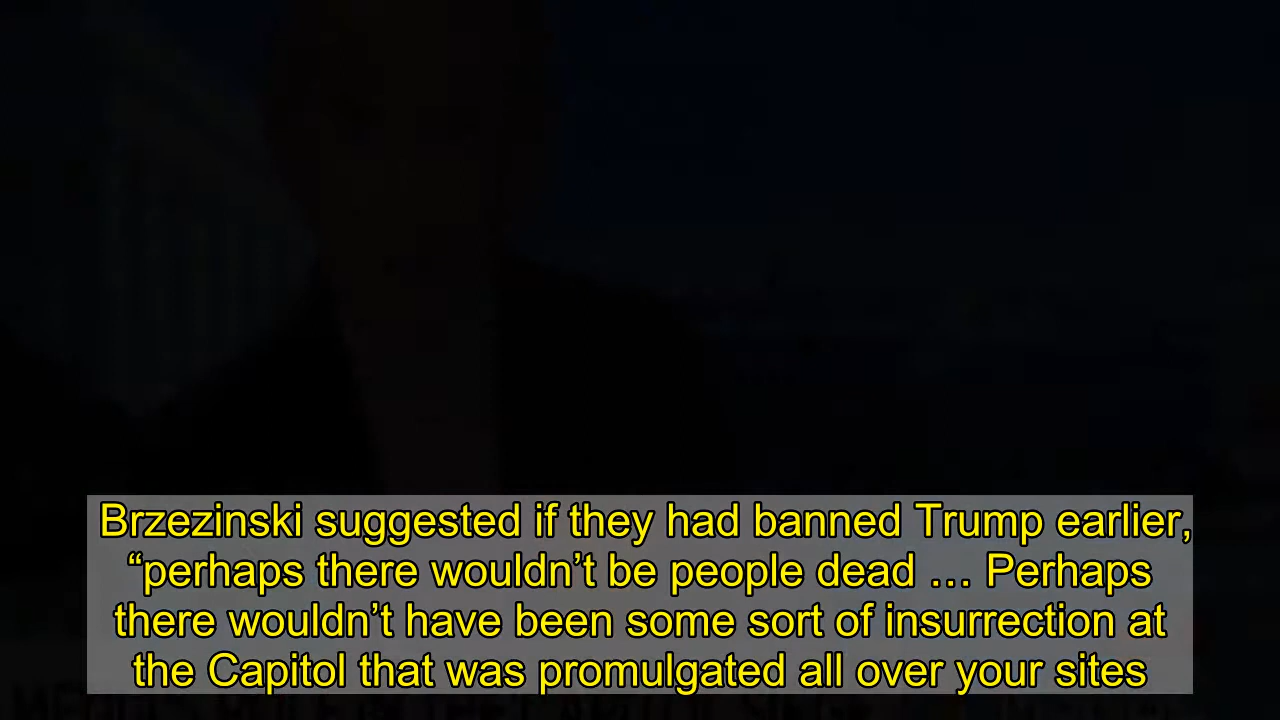 Brzezinski suggested if they had banned Trump earlier,
“perhaps there wouldn’t be people dead … Perhaps
there wouldn’t have been some sort of insurrection at
the Capitol that was promulgated all over your sites